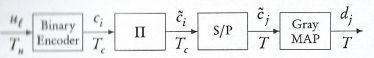 u_ℓ
T_u
Binary
Encoder
c_i
T_c
Π
c̃_i
T_c
S/P
c̃_j
T
Gray
MAP
d_j
T